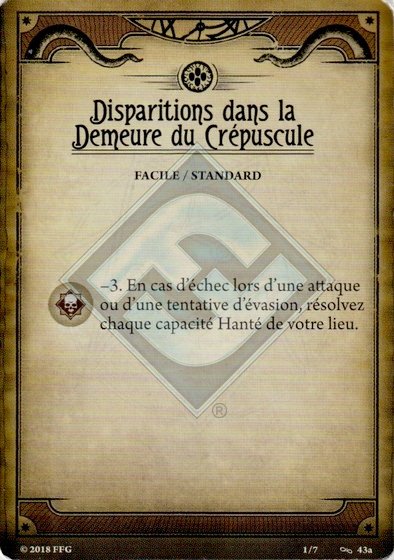 Disparitions dans la
Demeure du Crépuscule
FACILE / STANDARD
–3. En cas d'échec lors d'une attaque
ou d'une tentative d'évasion, résolvez
chaque capacité Hanté de votre lieu.
®
© 2018 FFG 1/7 43a